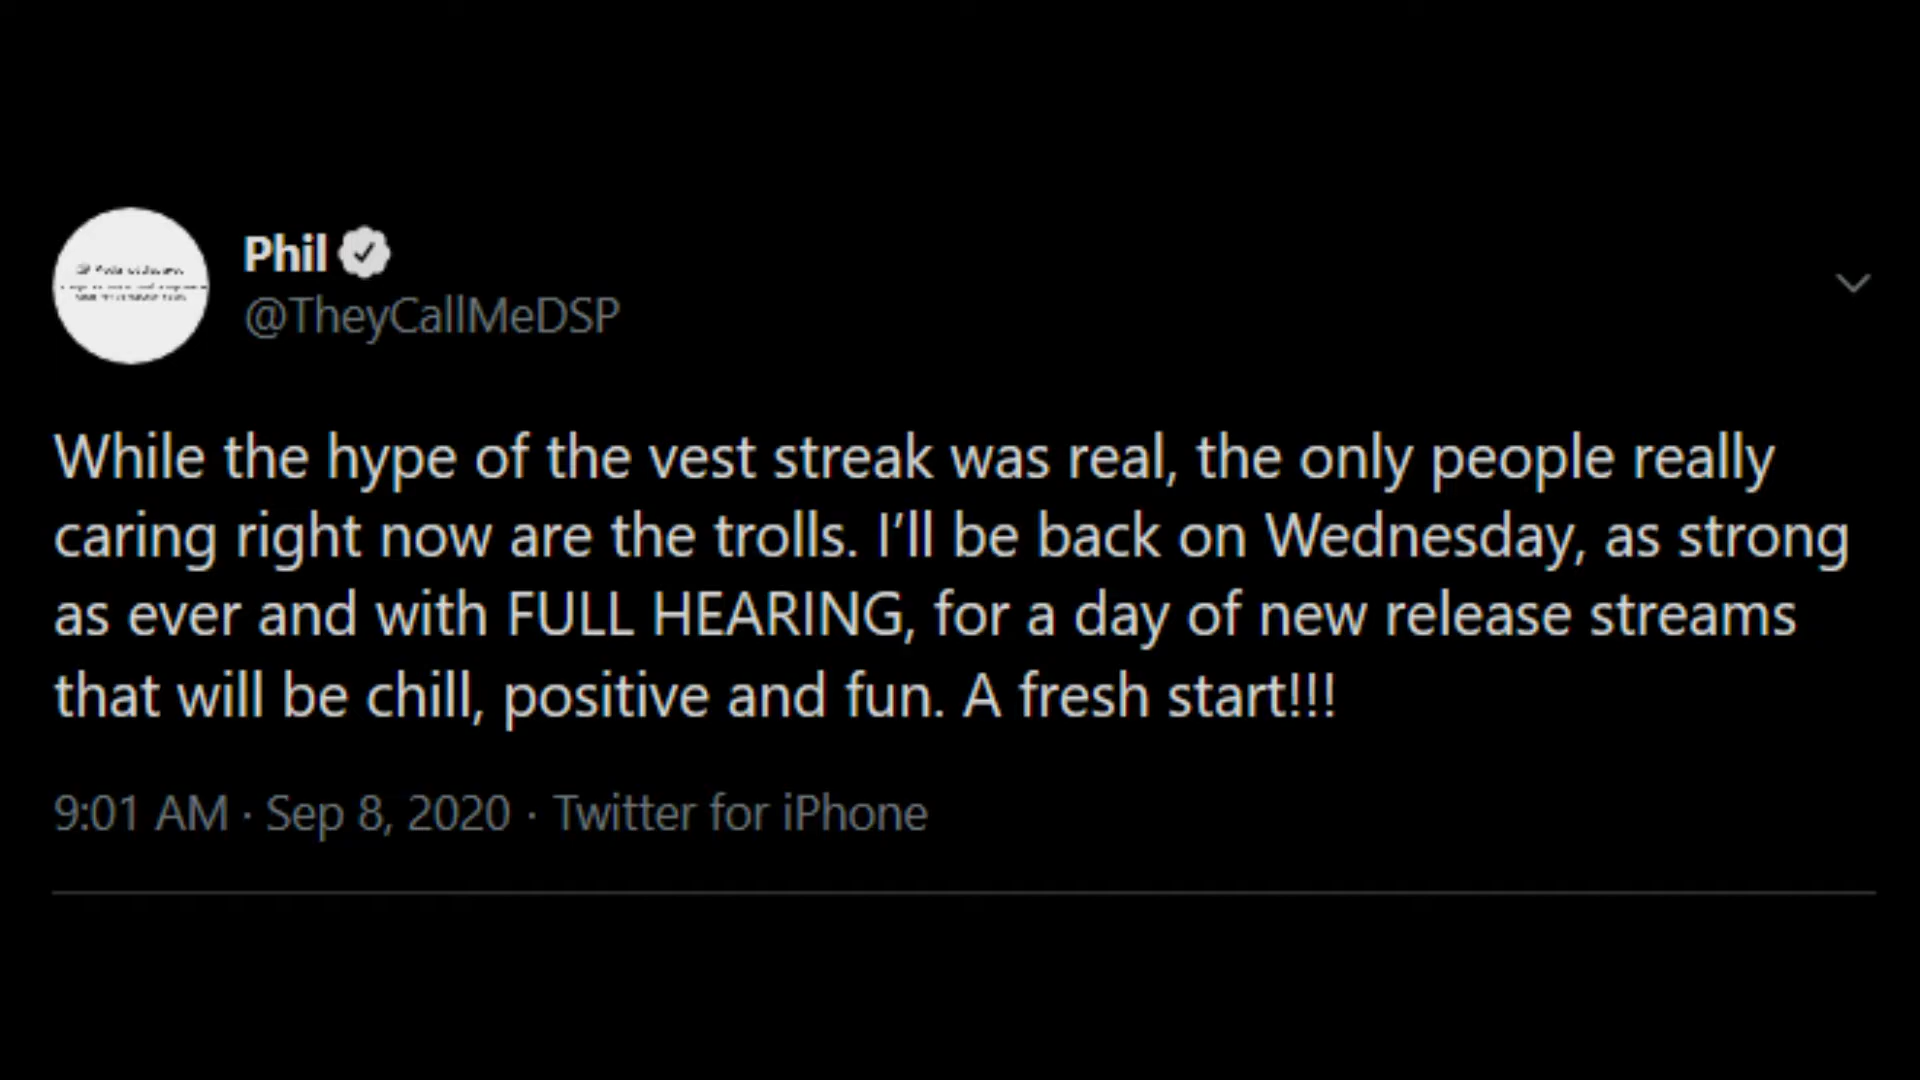 Phil
@TheyCallMeDSP
While the hype of the vest streak was real, the only people really
caring right now are the trolls. I’ll be back on Wednesday, as strong
as ever and with FULL HEARING, for a day of new release streams
that will be chill, positive and fun. A fresh start!!!
9:01 AM · Sep 8, 2020 · Twitter for iPhone